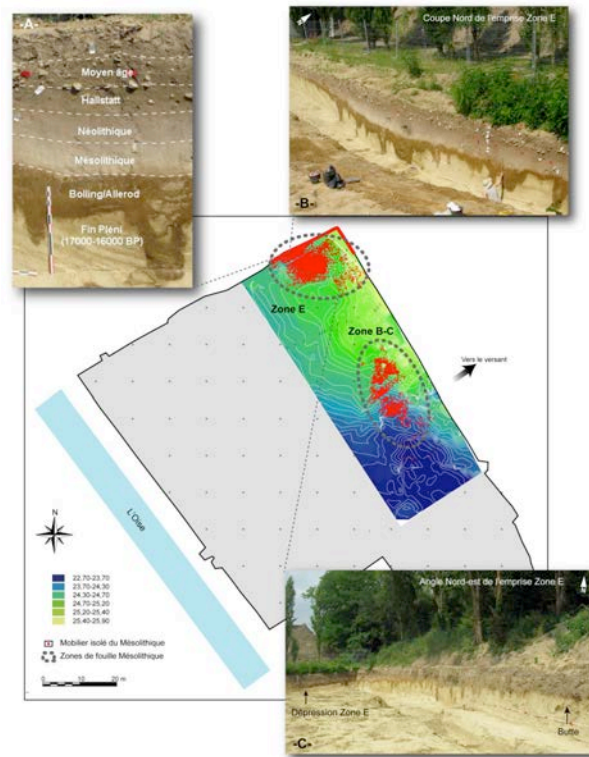 -A-
Moyen âge
Hallstatt
Néolithique
Mésolithique
Bolling/Allerod
Fin Pléni
(17000-16000 BP)
Coupe Nord de l'emprise Zone E
-B-
Zone E
Zone B-C
Vers le versant
L'Oise
N
22,70-23,70
23,70-24,30
24,30-24,70
24,70-25,20
25,20-25,40
25,40-25,90
Mobilier isolé du Mésolithique
Zones de fouille Mésolithique
0 10 20 m
Angle Nord-est de l'emprise Zone E
N
Dépression Zone E
Butte
-C-